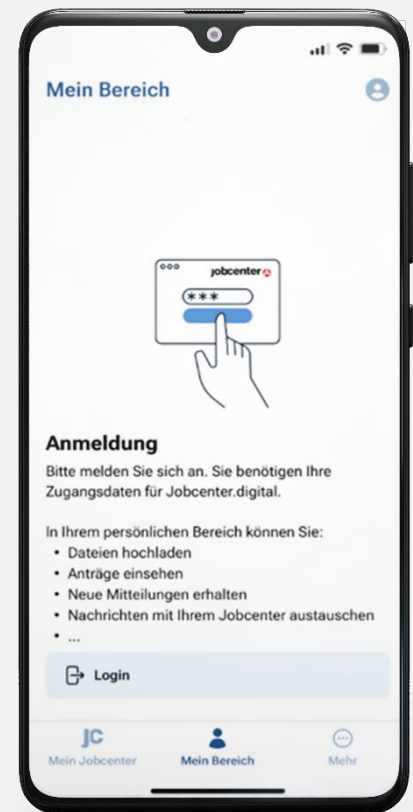 Mein Bereich
ooo
jobcenter
***
Anmeldung
Bitte melden Sie sich an. Sie benötigen Ihre
Zugangsdaten für Jobcenter.digital.
In Ihrem persönlichen Bereich können Sie:
• Dateien hochladen
• Anträge einsehen
• Neue Mitteilungen erhalten
• Nachrichten mit Ihrem Jobcenter austauschen
• ...
Login
JC
Mein Jobcenter
Mein Bereich
Mehr